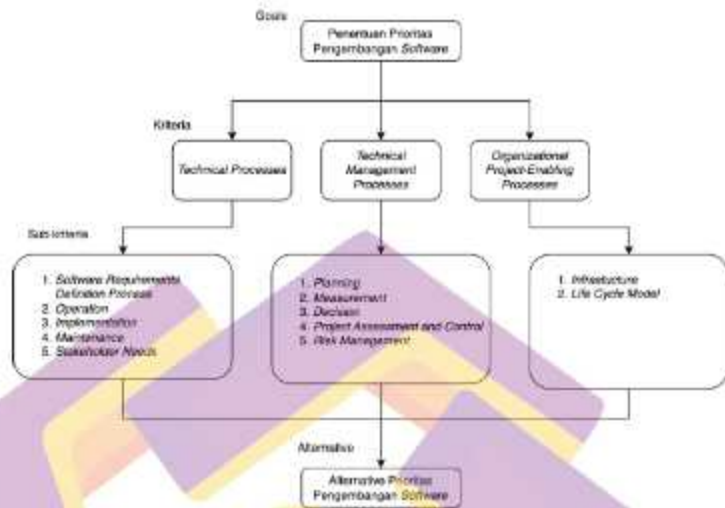 Goals
Penentuan Prioritas
Pengembangan Software
Kriteria
Technical Processes
Technical
Management
Processes
Organizational
Project-Enabling
Processes
Sub kriteria
1. Software Requirements
Definition Process
2. Operation
3. Implementation
4. Maintenance
5. Stakeholder Needs
1. Planning
2. Measurement
3. Decision
4. Project Assessment and Control
5. Risk Management
1. Infrastucture
2. Life Cycle Model
Alternative
Alternative Prioritas
Pengembangan Software